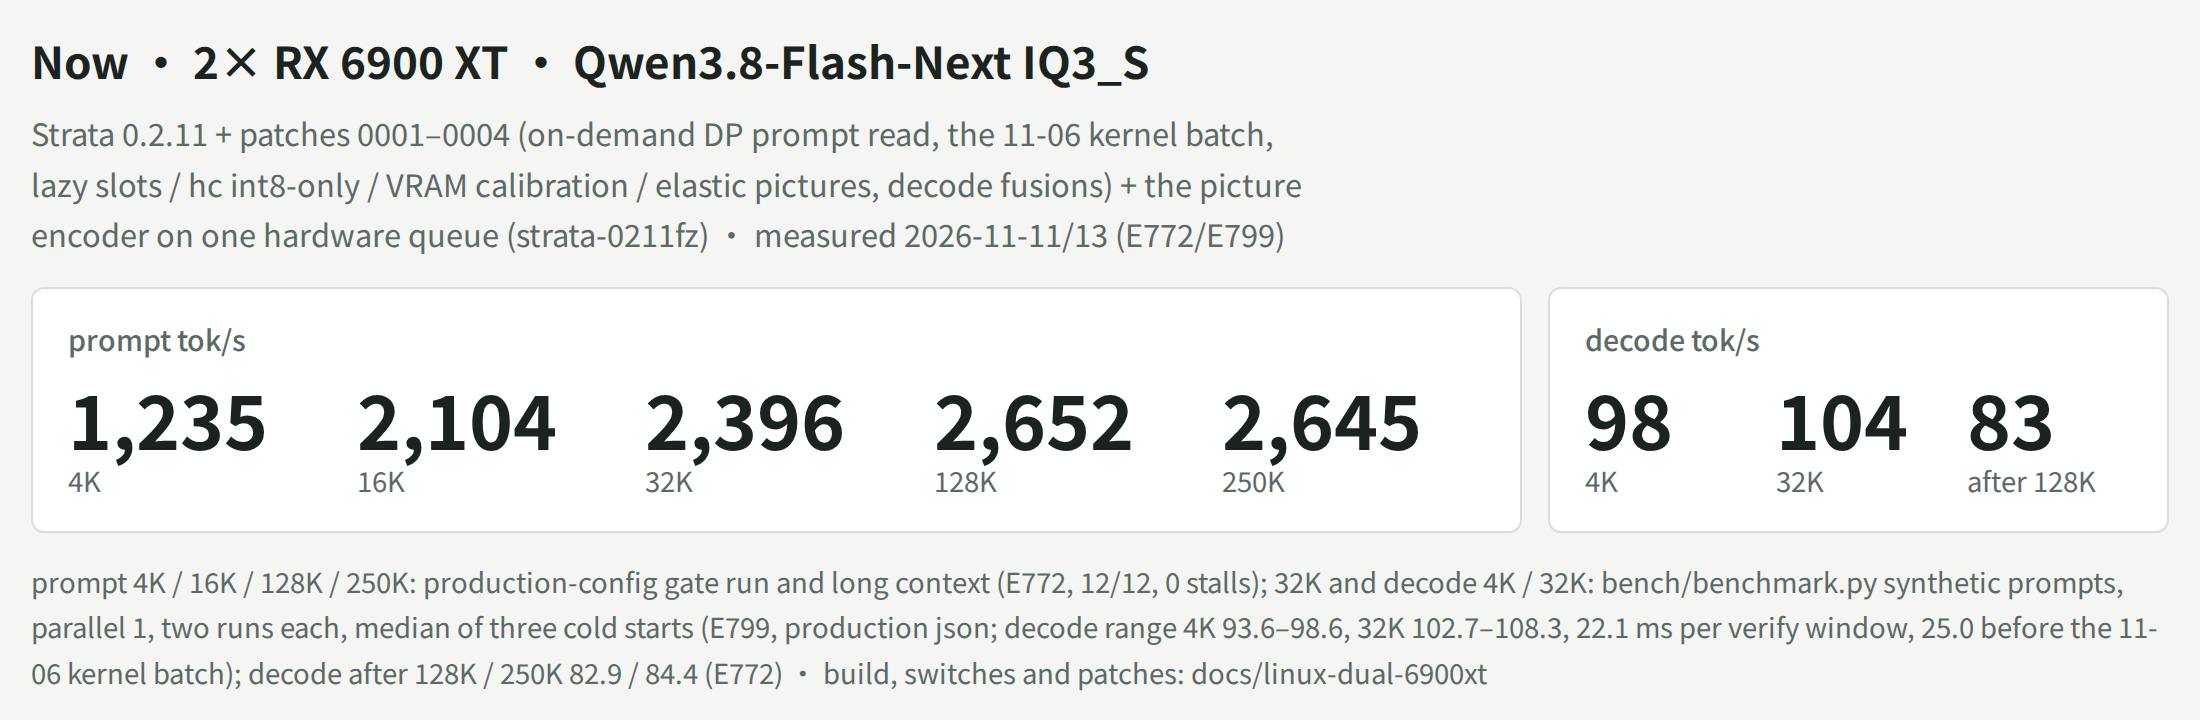 Now • 2× RX 6900 XT • Qwen3.8-Flash-Next IQ3_S
Strata 0.2.11 + patches 0001–0004 (on-demand DP prompt read, the 11-06 kernel batch,
lazy slots / hc int8-only / VRAM calibration / elastic pictures, decode fusions) + the picture
encoder on one hardware queue (strata-0211fz) • measured 2026-11-11/13 (E772/E799)
prompt tok/s
1,235 2,104 2,396 2,652 2,645
4K 16K 32K 128K 250K
decode tok/s
98 104 83
4K 32K after 128K
prompt 4K / 16K / 128K / 250K: production-config gate run and long context (E772, 12/12, 0 stalls); 32K and decode 4K / 32K: bench/benchmark.py synthetic prompts,
parallel 1, two runs each, median of three cold starts (E799, production json; decode range 4K 93.6–98.6, 32K 102.7–108.3, 22.1 ms per verify window, 25.0 before the 11-
06 kernel batch); decode after 128K / 250K 82.9 / 84.4 (E772) • build, switches and patches: docs/linux-dual-6900xt